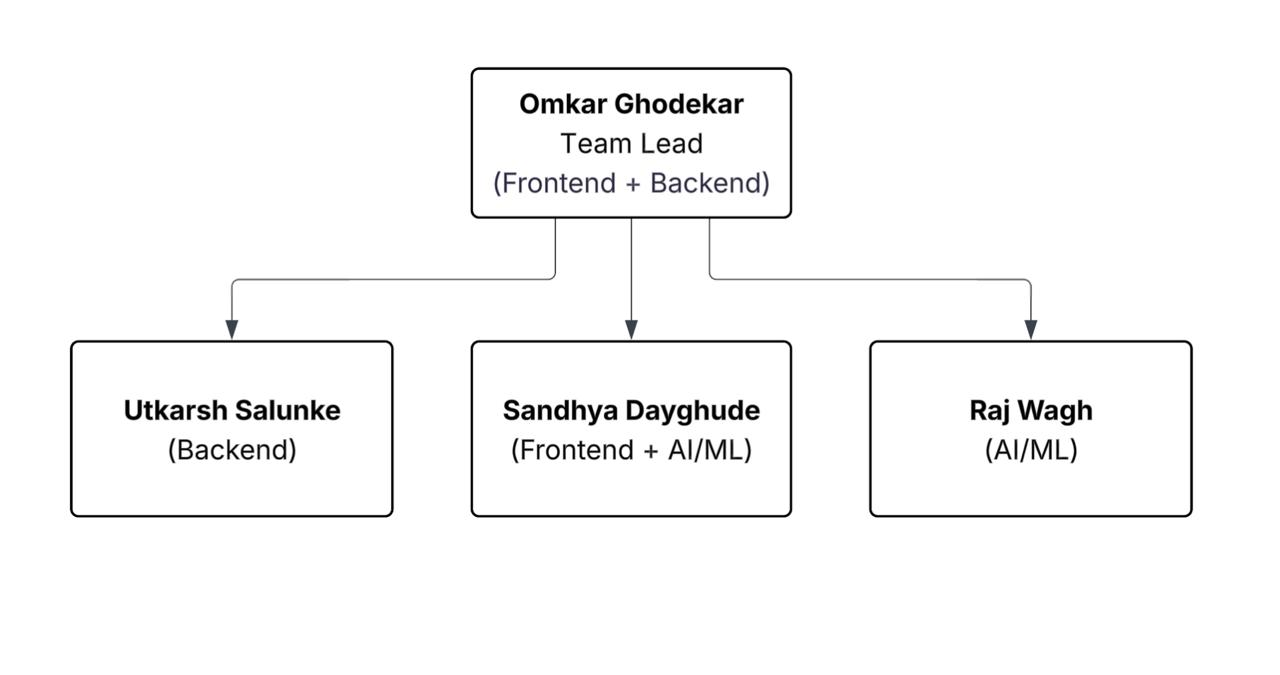 Omkar Ghodekar
Team Lead
(Frontend + Backend)
Utkarsh Salunke
(Backend)
Sandhya Dayghude
(Frontend + AI/ML)
Raj Wagh
(AI/ML)